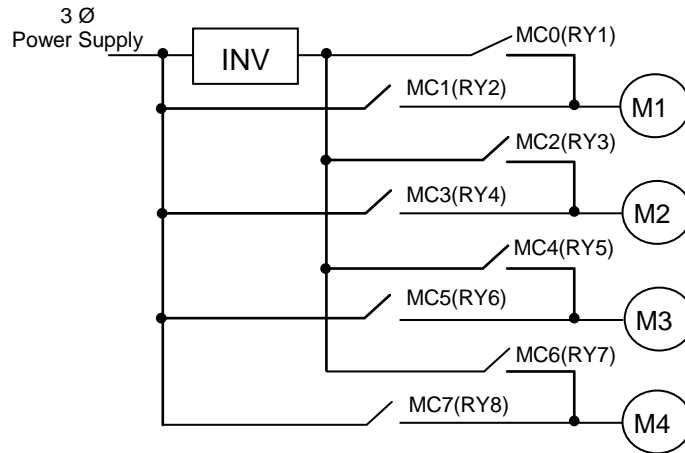 3 Ø
Power Supply
INV
MC0(RY1)
MC1(RY2)
M1
MC2(RY3)
MC3(RY4)
M2
MC4(RY5)
MC5(RY6)
M3
MC6(RY7)
MC7(RY8)
M4